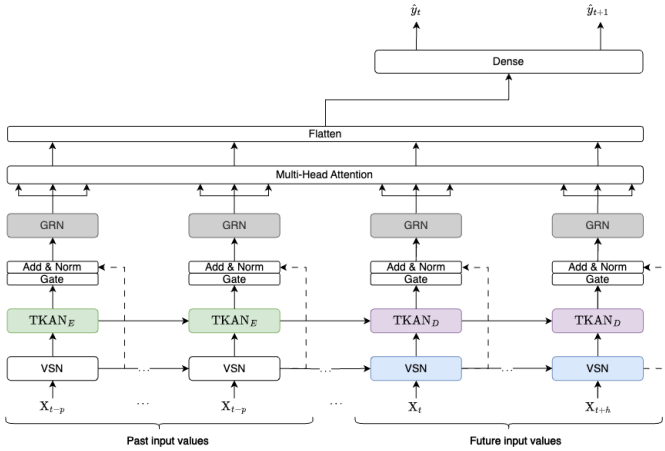 ŷ_t ŷ_{t+1}
Dense
Flatten
Multi-Head Attention
GRN GRN GRN GRN
Add & Norm Add & Norm Add & Norm Add & Norm
Gate Gate Gate Gate
TKAN_E TKAN_E TKAN_D TKAN_D
VSN ... VSN ... VSN ... VSN
X_{t-p} ... X_{t-p} ... X_t X_{t+h}
Past input values Future input values